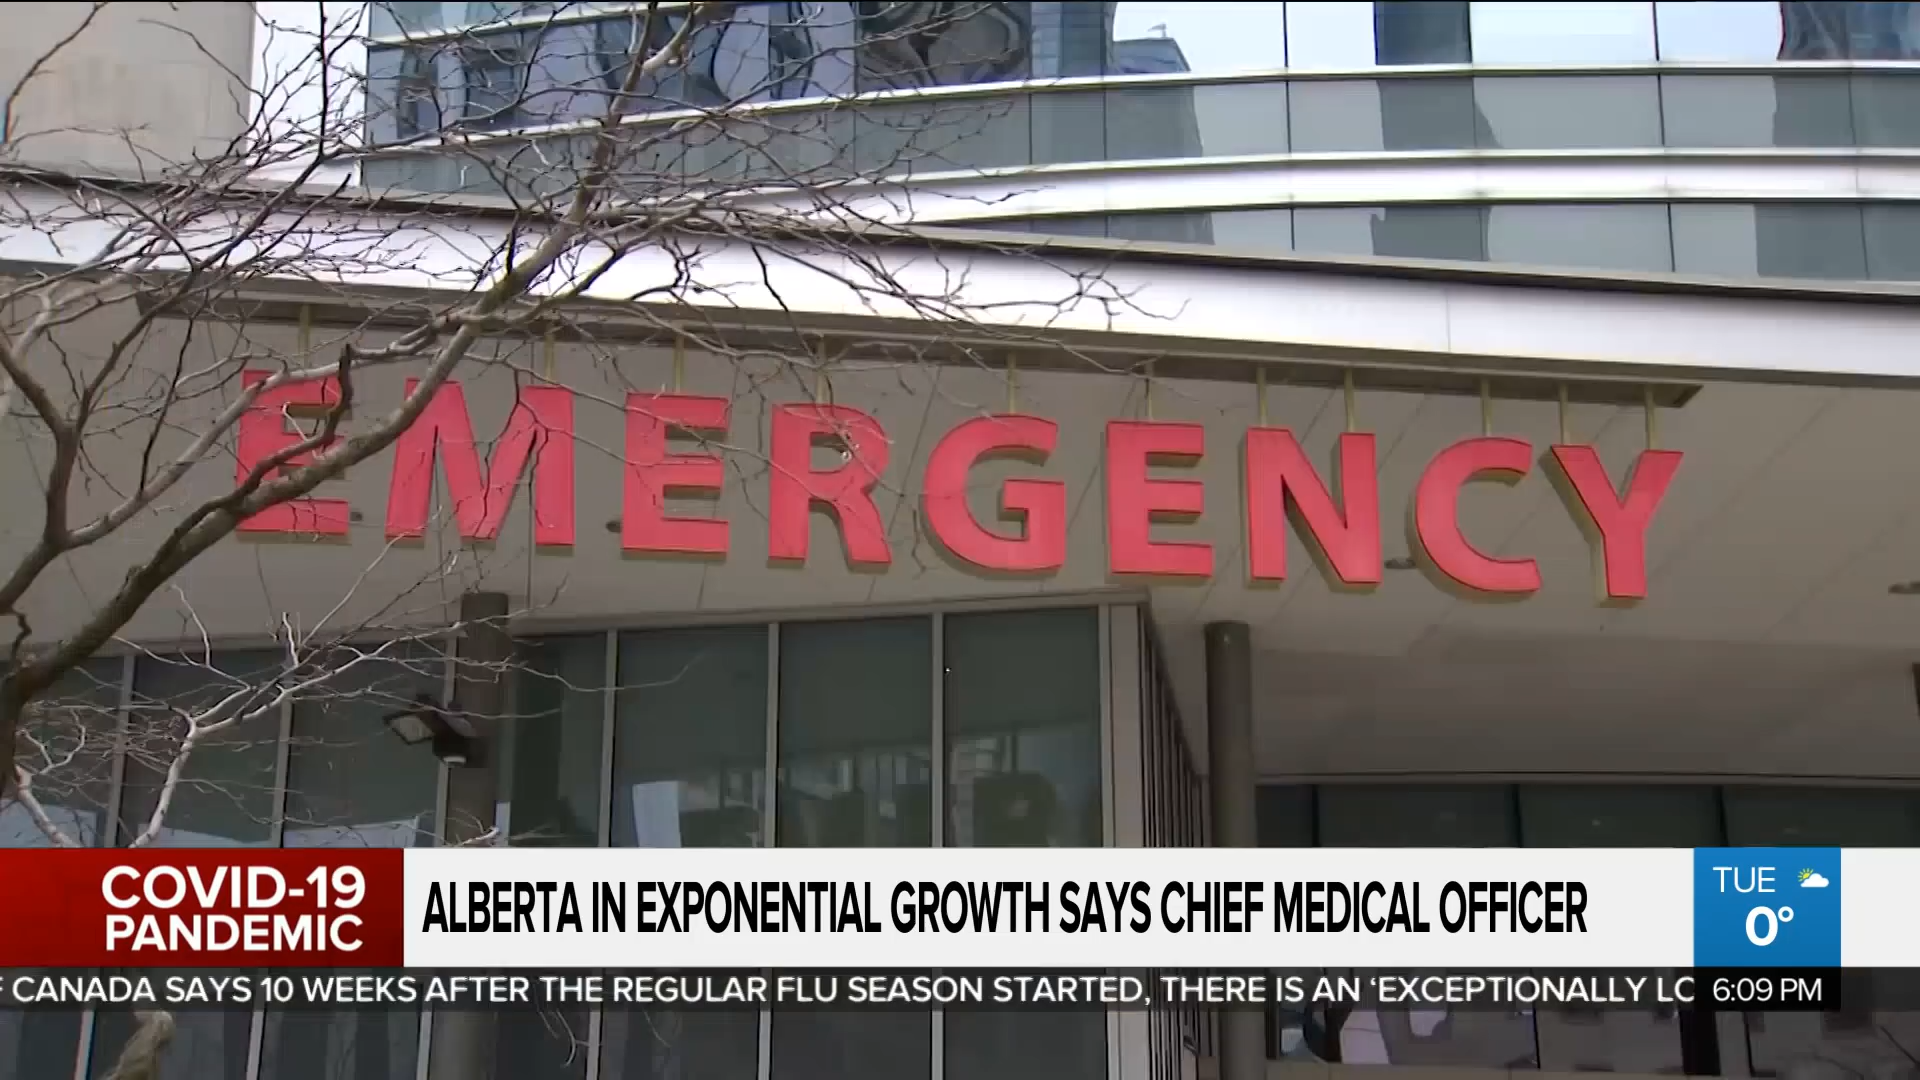 EMERGENCY
COVID-19
PANDEMIC
ALBERTA IN EXPONENTIAL GROWTH SAYS CHIEF MEDICAL OFFICER
TUE
0°
CANADA SAYS 10 WEEKS AFTER THE REGULAR FLU SEASON STARTED, THERE IS AN ‘EXCEPTIONALLY
6:09 PM